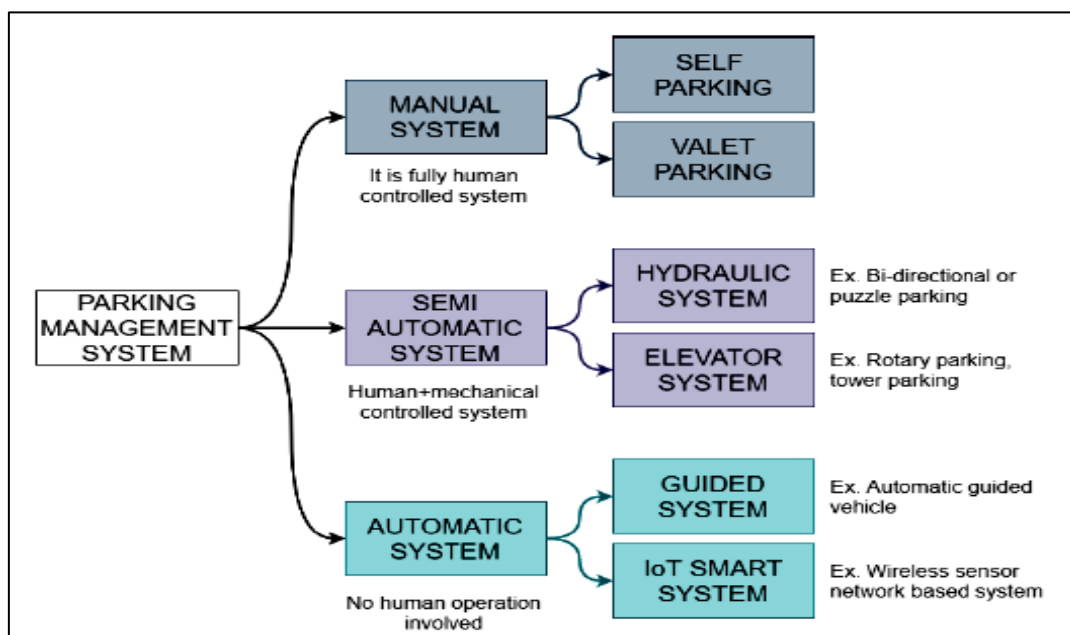 PARKING
MANAGEMENT
SYSTEM
MANUAL
SYSTEM
It is fully human
controlled system
SELF
PARKING
VALET
PARKING
SEMI
AUTOMATIC
SYSTEM
Human+mechanical
controlled system
HYDRAULIC
SYSTEM
Ex. Bi-directional or
puzzle parking
ELEVATOR
SYSTEM
Ex. Rotary parking,
tower parking
AUTOMATIC
SYSTEM
No human operation
involved
GUIDED
SYSTEM
Ex. Automatic guided
vehicle
IoT SMART
SYSTEM
Ex. Wireless sensor
network based system